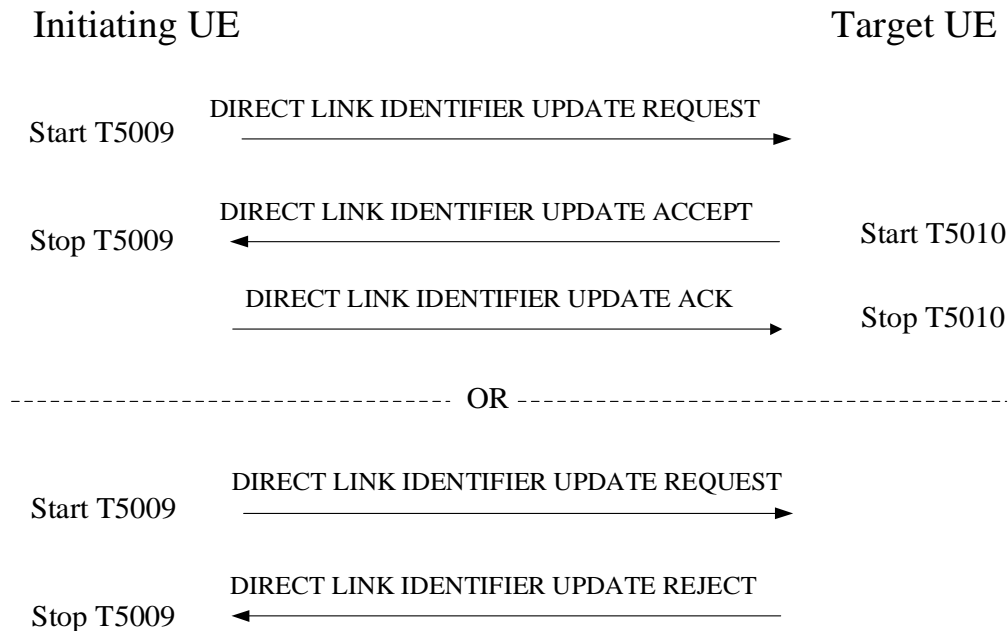 Initiating UE Target UE
DIRECT LINK IDENTIFIER UPDATE REQUEST
Start T5009
DIRECT LINK IDENTIFIER UPDATE ACCEPT
Stop T5009 Start T5010
DIRECT LINK IDENTIFIER UPDATE ACK
Stop T5010
OR
DIRECT LINK IDENTIFIER UPDATE REQUEST
Start T5009
DIRECT LINK IDENTIFIER UPDATE REJECT
Stop T5009